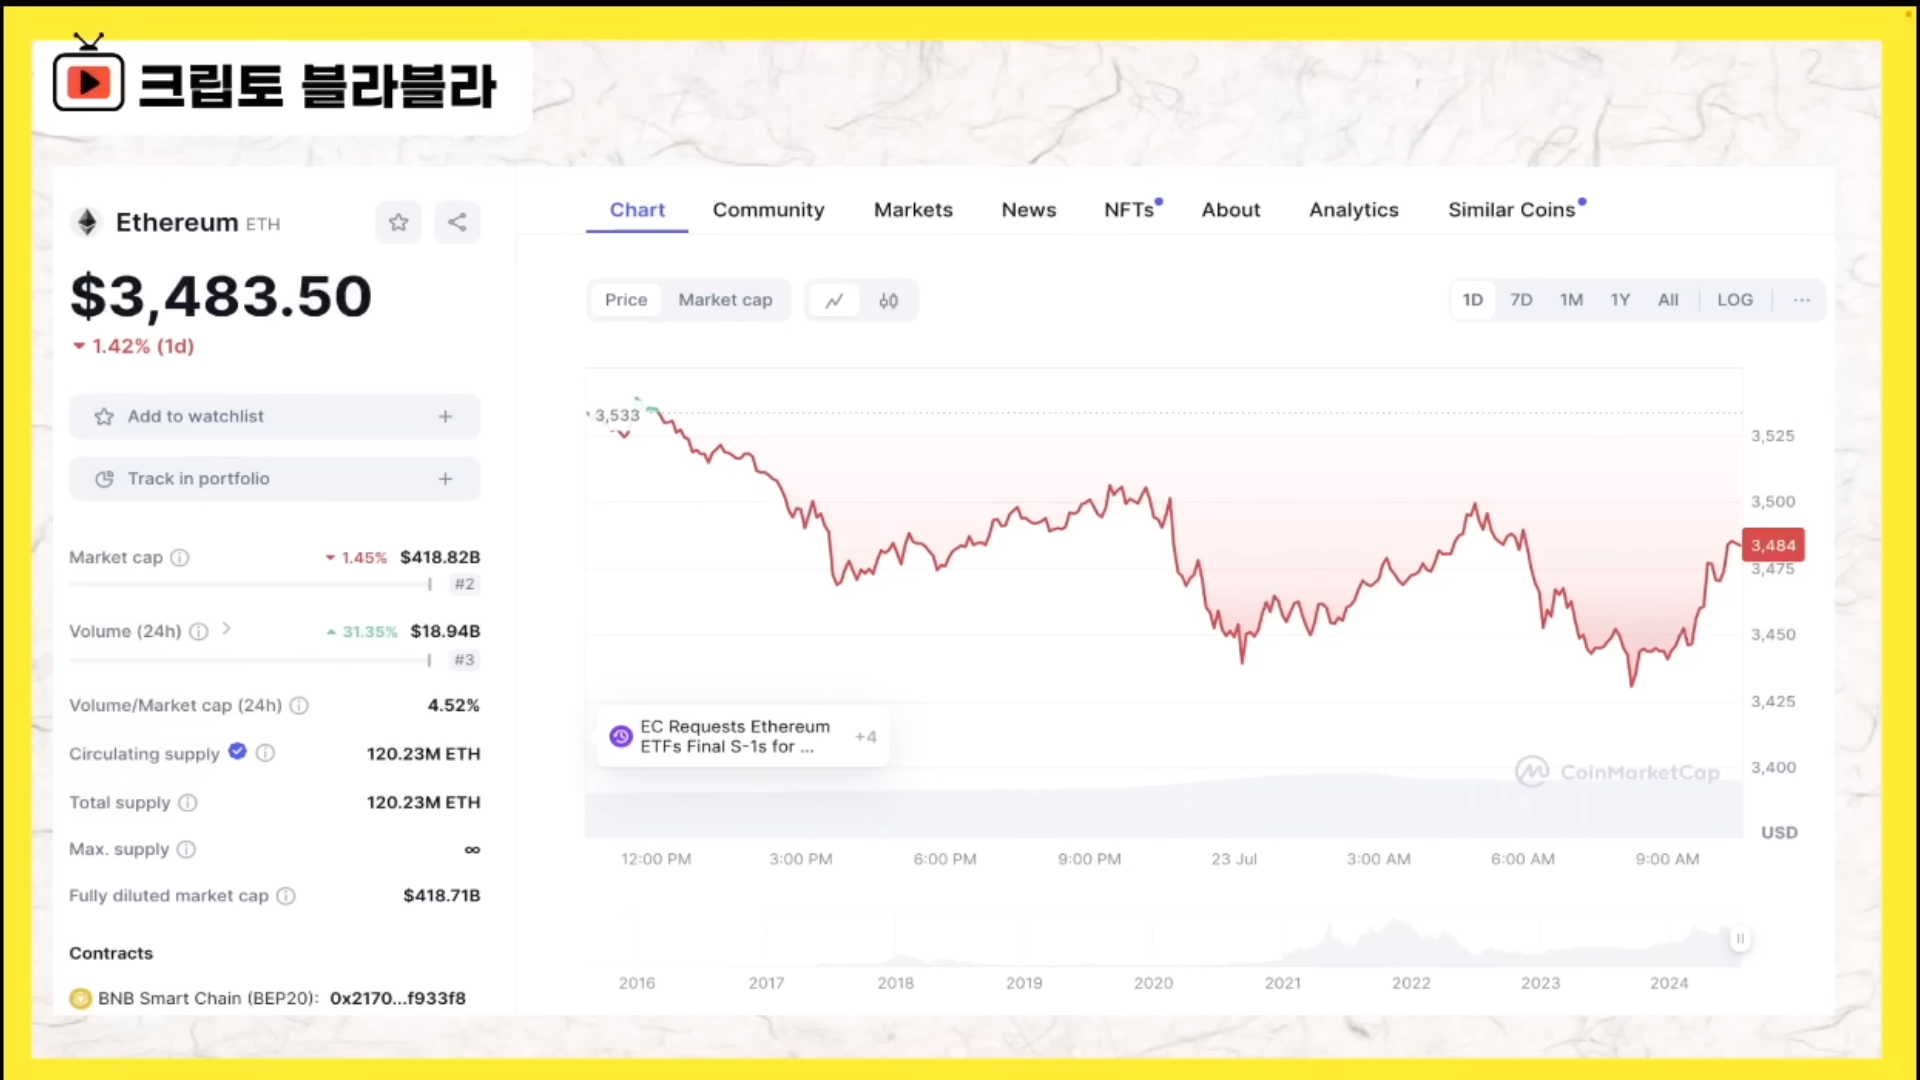 크립토 블라블라
Ethereum ETH
$3,483.50
1.42% (1d)
Add to watchlist +
Track in portfolio +
Market cap 1.45% $418.82B
#2
Volume (24h) 31.35% $18.94B
#3
Volume/Market cap (24h) 4.52%
Circulating supply 120.23M ETH
Total supply 120.23M ETH
Max. supply ∞
Fully diluted market cap $418.71B
Contracts
BNB Smart Chain (BEP20): 0x2170...f933f8
Chart Community Markets News NFTs About Analytics Similar Coins
Price Market cap
1D 7D 1M 1Y All LOG ...
3,533
3,525
3,500
3,484
3,475
3,450
3,425
3,400
USD
EC Requests Ethereum
ETFs Final S-1s for ...
+4
CoinMarketCap
12:00 PM 3:00 PM 6:00 PM 9:00 PM 23 Jul 3:00 AM 6:00 AM 9:00 AM
2016 2017 2018 2019 2020 2021 2022 2023 2024